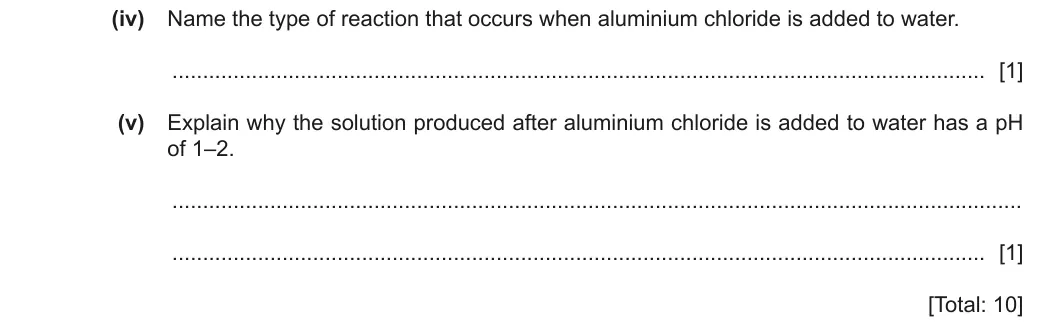 (iv) Name the type of reaction that occurs when aluminium chloride is added to water.
[1]
(v) Explain why the solution produced after aluminium chloride is added to water has a pH
of 1–2.
[1]
[Total: 10]